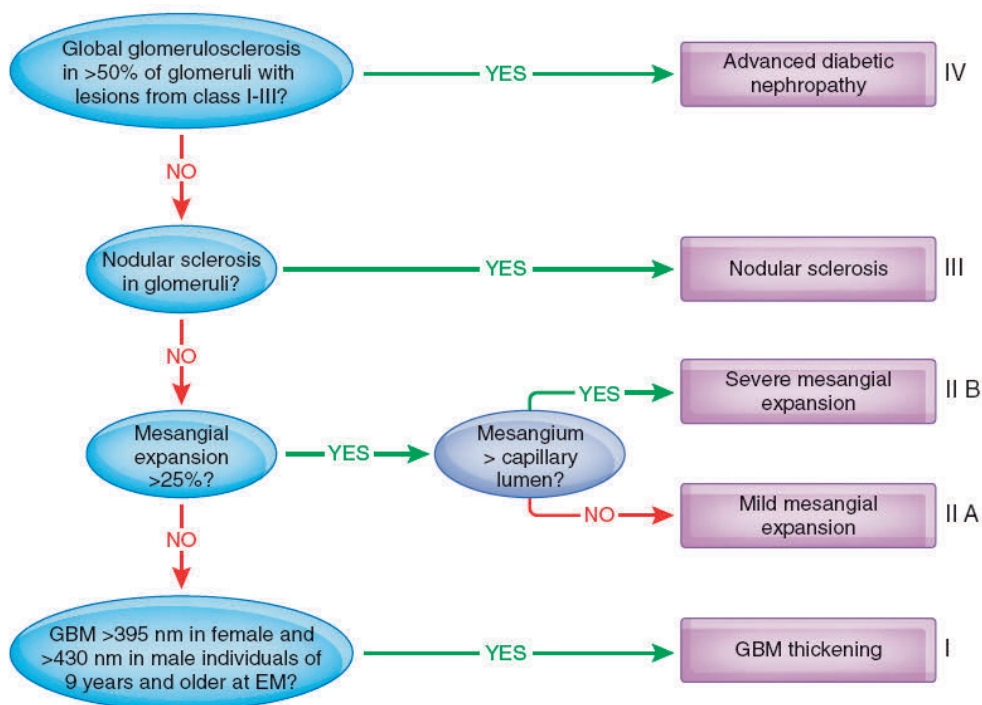 Global glomerulosclerosis
in >50% of glomeruli with
lesions from class I-III?
YES
Advanced diabetic
nephropathy
IV
NO
Nodular sclerosis
in glomeruli?
YES
Nodular sclerosis
III
NO
Mesangial
expansion
>25%?
YES
Mesangium
> capillary
lumen?
YES
Severe mesangial
expansion
II B
NO
Mild mesangial
expansion
II A
NO
GBM >395 nm in female and
>430 nm in male individuals of
9 years and older at EM?
YES
GBM thickening
I